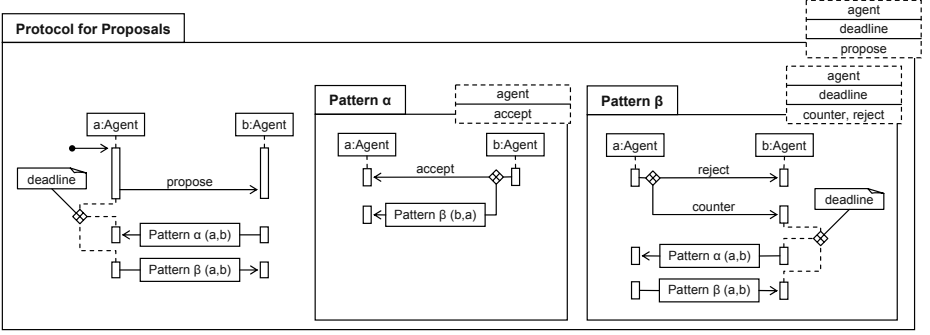 agent
deadline
propose
Protocol for Proposals
agent
deadline
counter, reject
Pattern α
agent
accept
Pattern β
a:Agent
b:Agent
deadline
propose
Pattern α (a,b)
Pattern β (a,b)
a:Agent
b:Agent
accept
Pattern β (b,a)
a:Agent
b:Agent
reject
counter
deadline
Pattern α (a,b)
Pattern β (a,b)